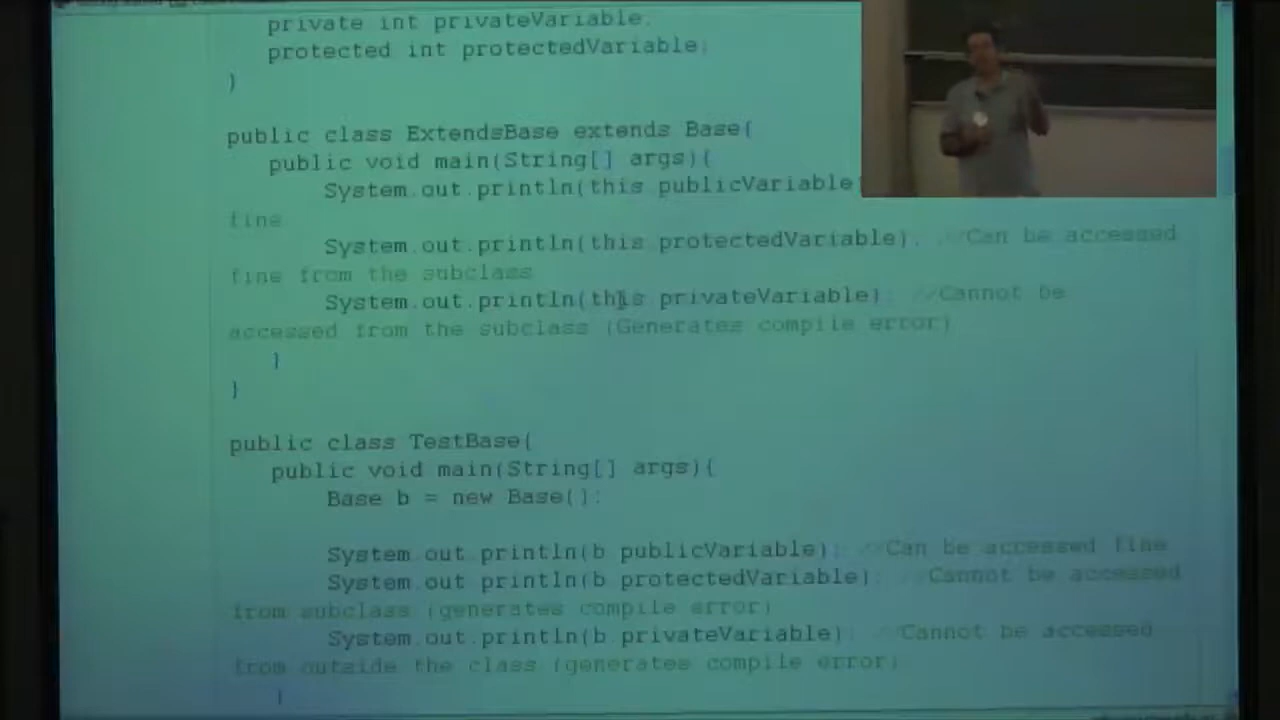 private int privateVariable;
protected int protectedVariable;
}
public class ExtendsBase extends Base{
public void main(String[] args){
System.out.println(this.publicVariable)
fine
System.out.println(this.protectedVariable); //Can be accessed
fine from the subclass
System.out.println(this.privateVariable); //Cannot be
accessed from the subclass (Generates compile error)
}
}
public class TestBase{
public void main(String[] args){
Base b = new Base();
System.out.println(b.publicVariable); //Can be accessed fine
System.out.println(b.protectedVariable); //Cannot be accessed
from subclass (generates compile error)
System.out.println(b.privateVariable); //Cannot be accessed
from outside the class (generates compile error)
}